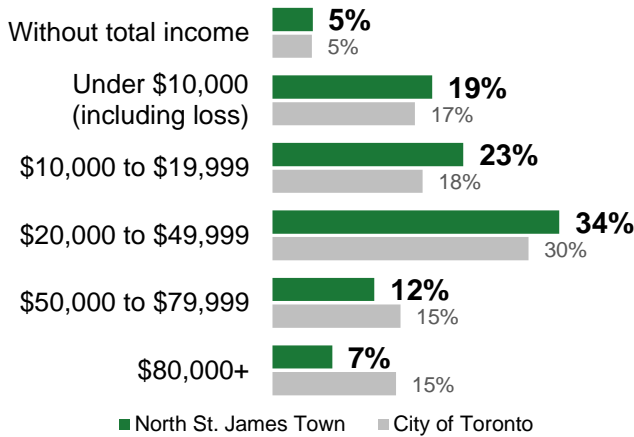 Without total income
5%
5%
Under $10,000
(including loss)
19%
17%
$10,000 to $19,999
23%
18%
$20,000 to $49,999
34%
30%
$50,000 to $79,999
12%
15%
$80,000+
7%
15%
North St. James Town City of Toronto